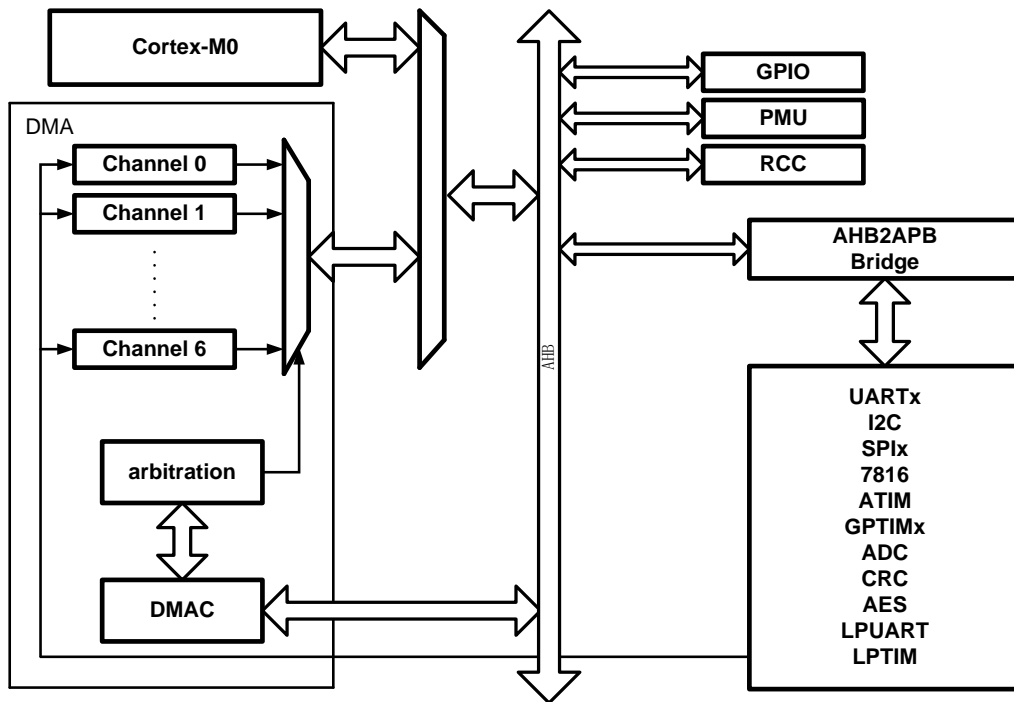 Cortex-M0
GPIO
PMU
RCC
DMA
Channel 0
Channel 1
Channel 6
AHB2APB
Bridge
AHB
arbitration
DMAC
UARTx
I2C
SPIx
7816
ATIM
GPTIMx
ADC
CRC
AES
LPUART
LPTIM